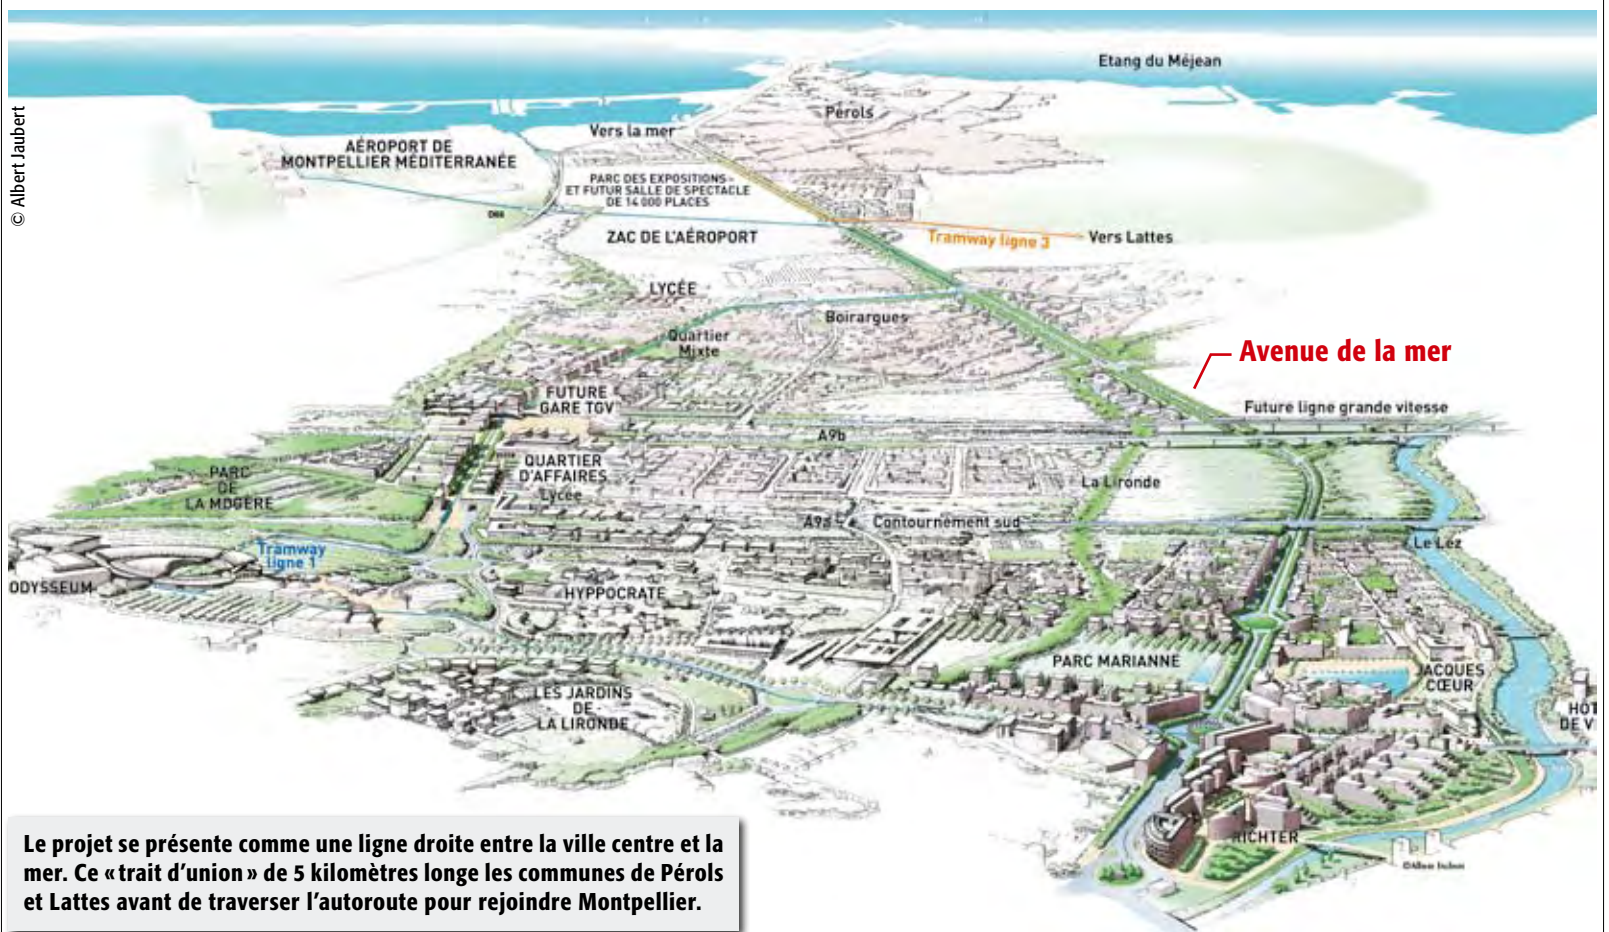 © Albert Jaubert
Etang du Méjean
Pérols
Vers la mer
AÉROPORT DE
MONTPELLIER MÉDITERRANÉE
PARC DES EXPOSITIONS
ET FUTUR SALLE DE SPECTACLE
DE 14 000 PLACES
ZAC DE L'AÉROPORT
Tramway ligne 3
Vers Lattes
LYCÉE
Boirargues
Quartier
Mixte
Avenue de la mer
FUTURE
GARE TGV
Future ligne grande vitesse
A9b
QUARTIER
D'AFFAIRES
Lycée
PARC
DE
LA MOGÈRE
La Lironde
A9a
Contournement sud
Le Lez
Tramway
ligne 1
ODYSSEUM
HYPPOCRATE
PARC MARIANNE
JACQUES
CŒUR
LES JARDINS
DE
LA LIRONDE
HÔT
DE V
RICHTER
Le projet se présente comme une ligne droite entre la ville centre et la
mer. Ce « trait d'union » de 5 kilomètres longe les communes de Pérols
et Lattes avant de traverser l'autoroute pour rejoindre Montpellier.